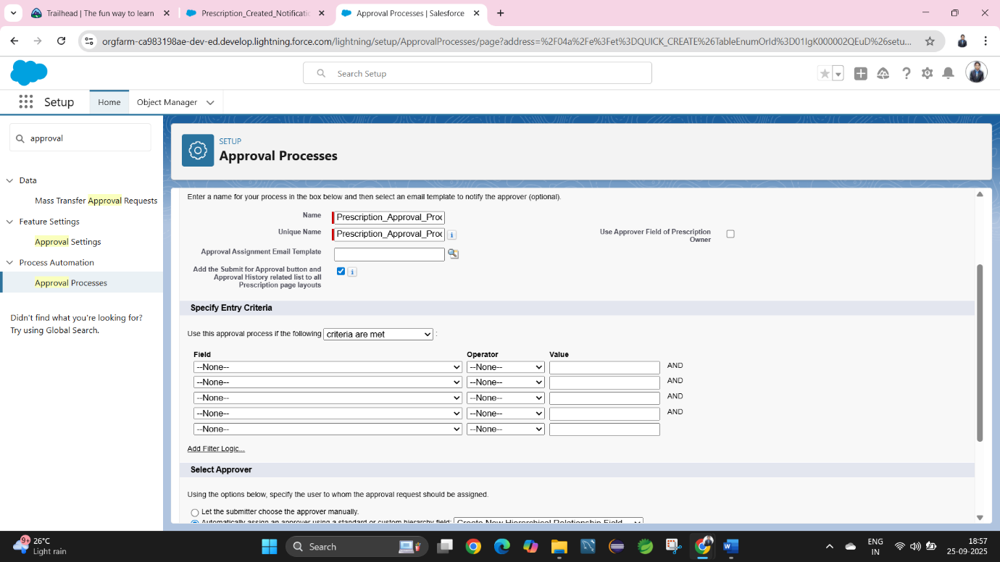 Trailhead | The fun way to learn
Prescription_Created_Notificatio
Approval Processes | Salesforce
orgfarm-ca983198ae-dev-ed.develop.lightning.force.com/lightning/setup/ApprovalProcesses/page?address=%2F04a%2Fe%3Fet%3DQUICK_CREATE%26TableEnumOrId%3D01IgK000002QEuD%26setu...
Search Setup
Setup
Home
Object Manager
approval
Data
Mass Transfer Approval Requests
Feature Settings
Approval Settings
Process Automation
Approval Processes
Didn't find what you're looking for?
Try using Global Search.
SETUP
Approval Processes
Enter a name for your process in the box below and then select an email template to notify the approver (optional).
Name
Prescription_Approval_Proc
Unique Name
Prescription_Approval_Proc
i
Use Approver Field of Prescription
Owner
Approval Assignment Email Template
Add the Submit for Approval button and
Approval History related list to all
Prescription page layouts
i
Specify Entry Criteria
Use this approval process if the following criteria are met :
Field Operator Value
--None-- --None-- AND
--None-- --None-- AND
--None-- --None-- AND
--None-- --None-- AND
--None-- --None--
Add Filter Logic...
Select Approver
Using the options below, specify the user to whom the approval request should be assigned.
Let the submitter choose the approver manually.
Automatically assign an approver using a standard or custom hierarchy field: Create New Hierarchical Relationship Field
9+
26°C
Light rain
Search
W
ENG
IN
18:57
25-09-2025